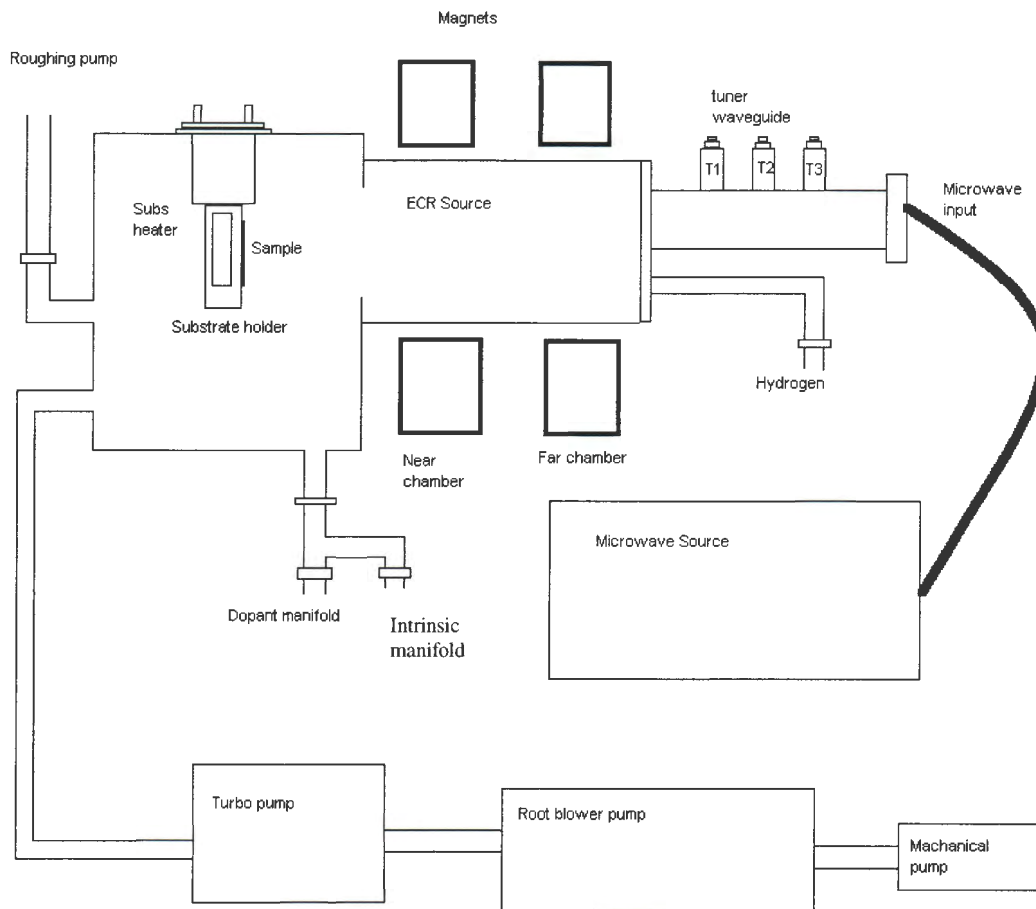 Magnets
Roughing pump
tuner
waveguide
T1
T2
T3
Microwave
input
ECR Source
Subs
heater
Sample
Substrate holder
Hydrogen
Near
chamber
Far chamber
Microwave Source
Dopant manifold
Intrinsic
manifold
Turbo pump
Root blower pump
Machanical
pump